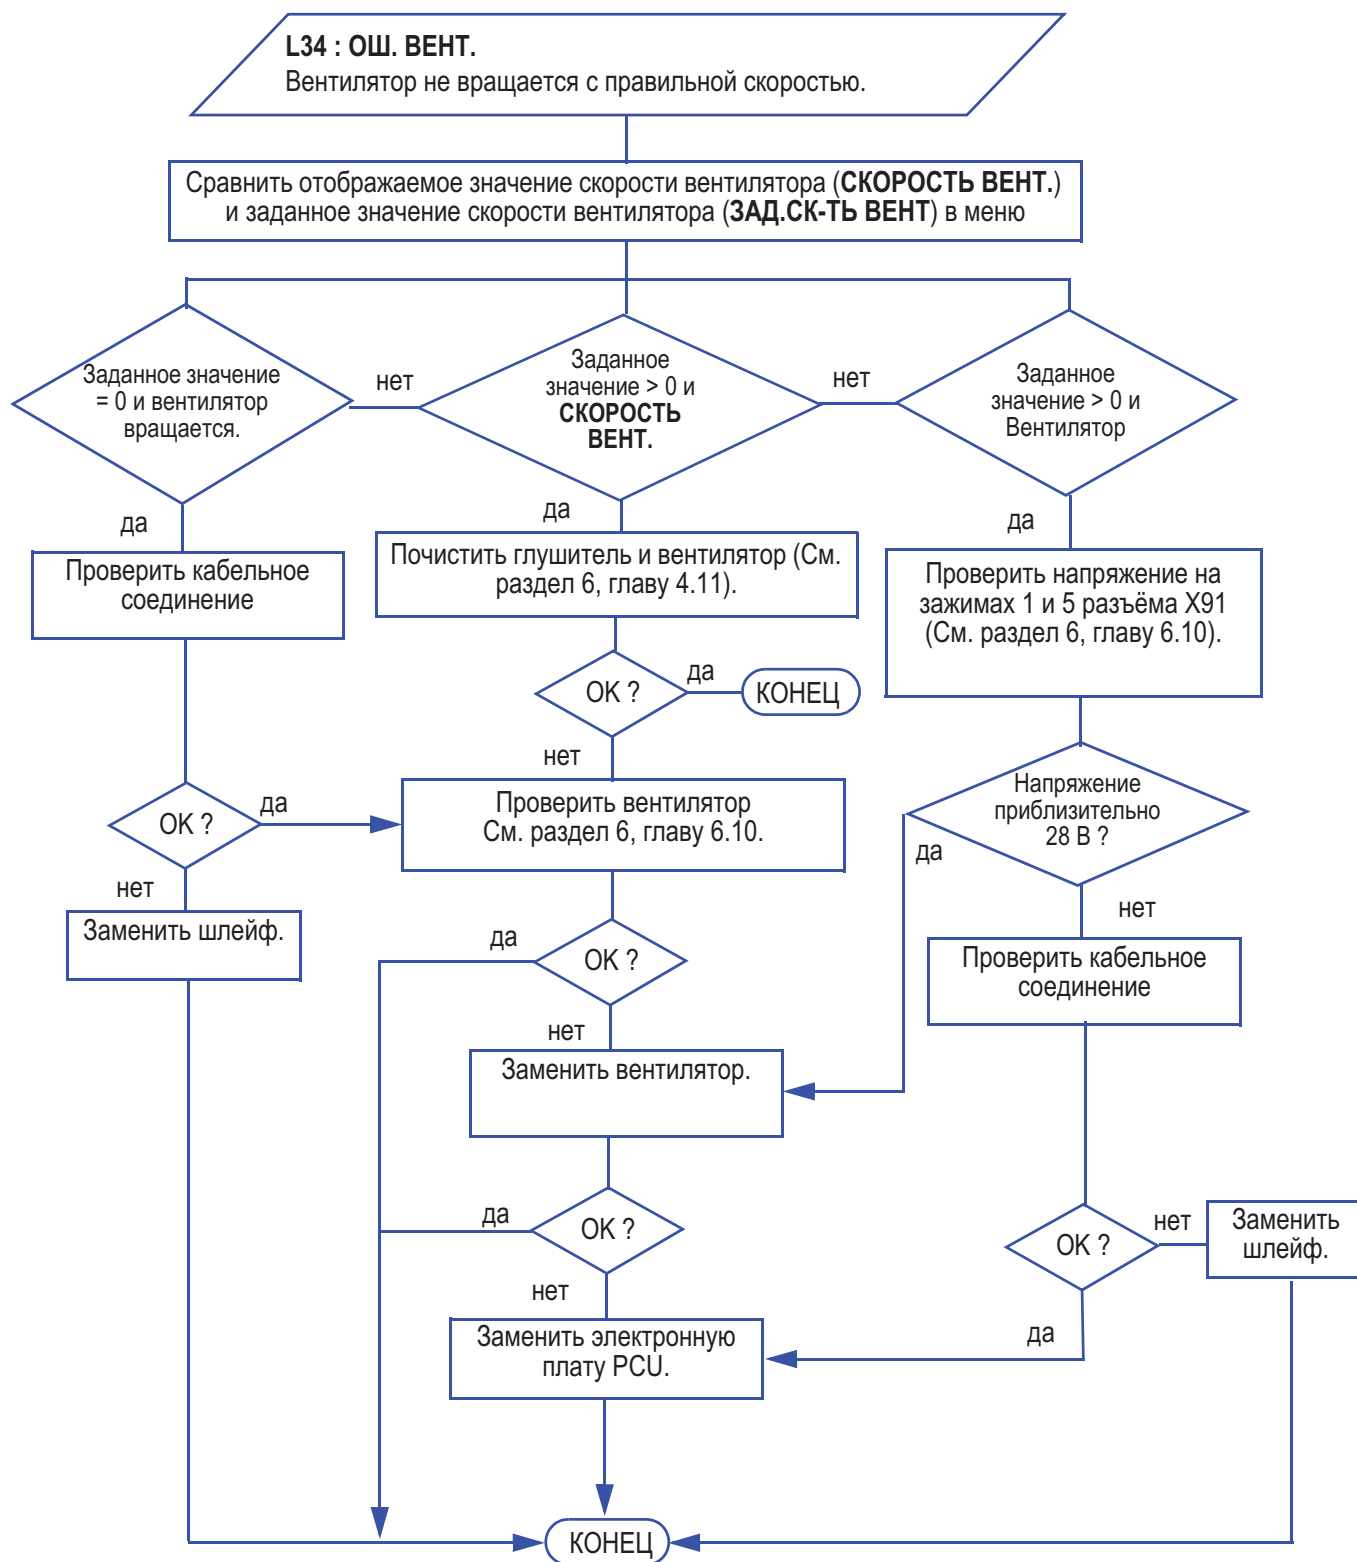 L34 : ОШ. ВЕНТ.
Вентилятор не вращается с правильной скоростью.
Сравнить отображаемое значение скорости вентилятора (СКОРОСТЬ ВЕНТ.)
и заданное значение скорости вентилятора (ЗАД.СК-ТЬ ВЕНТ) в меню
Заданное значение
= 0 и вентилятор
вращается.
нет
Заданное
значение > 0 и
СКОРОСТЬ
ВЕНТ.
нет
Заданное
значение > 0 и
Вентилятор
да
да
да
Проверить кабельное
соединение
Почистить глушитель и вентилятор (См.
раздел 6, главу 4.11).
Проверить напряжение на
зажимах 1 и 5 разъёма X91
(См. раздел 6, главу 6.10).
OK ?
да
КОНЕЦ
нет
OK ?
да
Проверить вентилятор
См. раздел 6, главу 6.10.
Напряжение
приблизительно
28 В ?
да
нет
нет
Заменить шлейф.
да
OK ?
Проверить кабельное
соединение
нет
Заменить вентилятор.
да
OK ?
OK ?
нет
Заменить
шлейф.
нет
да
Заменить электронную
плату PCU.
КОНЕЦ